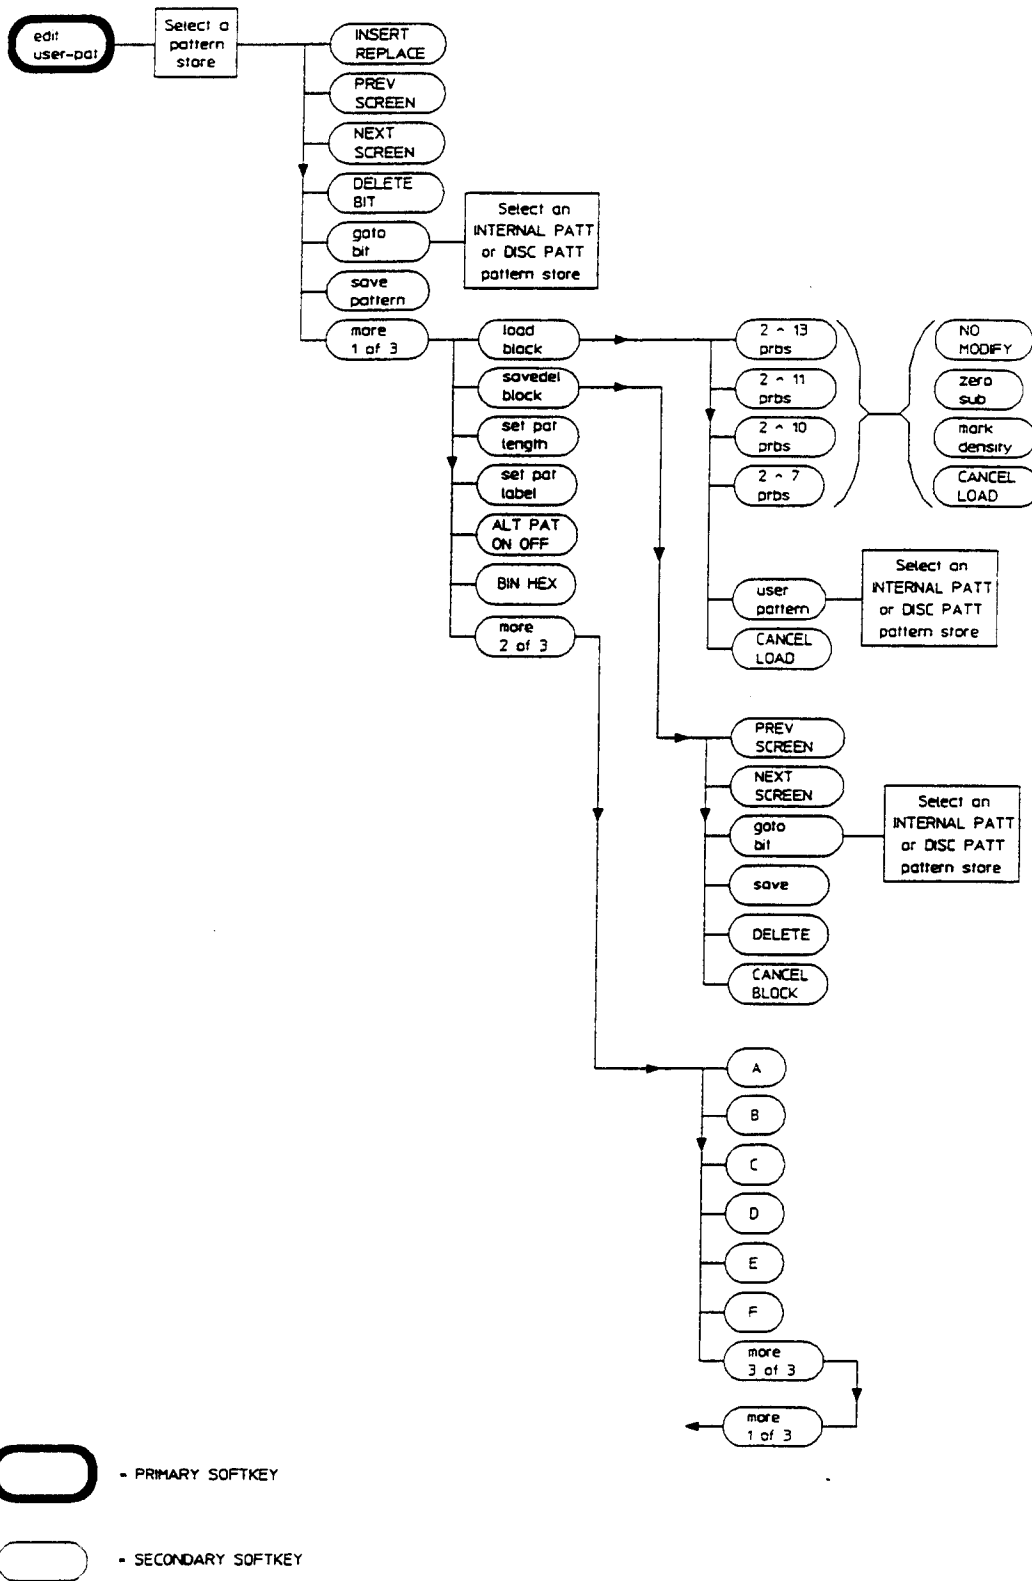 edit
user-pat
Select a
pattern
store
INSERT
REPLACE
PREV
SCREEN
NEXT
SCREEN
DELETE
BIT
goto
bit
Select an
INTERNAL PATT
or DISC PATT
pattern store
save
pattern
more
1 of 3
load
block
savedel
block
set pat
length
set pat
label
ALT PAT
ON OFF
BIN HEX
more
2 of 3
2 ^ 13
prbs
2 ^ 11
prbs
2 ^ 10
prbs
2 ^ 7
prbs
NO
MODIFY
zero
sub
mark
density
CANCEL
LOAD
user
pattern
Select an
INTERNAL PATT
or DISC PATT
pattern store
CANCEL
LOAD
PREV
SCREEN
NEXT
SCREEN
goto
bit
Select an
INTERNAL PATT
or DISC PATT
pattern store
save
DELETE
CANCEL
BLOCK
A
B
C
D
E
F
more
3 of 3
more
1 of 3
- PRIMARY SOFTKEY
- SECONDARY SOFTKEY